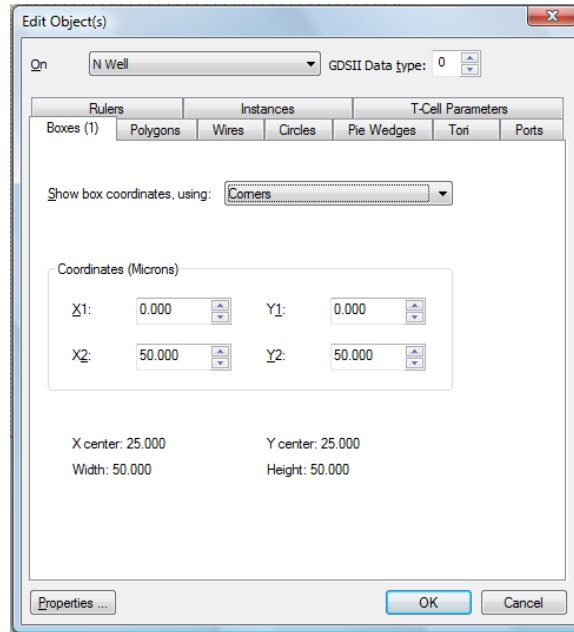 Edit Object(s)
On N Well GDSII Data type: 0
Rulers Instances T-Cell Parameters
Boxes (1) Polygons Wires Circles Pie Wedges Tori Ports
Show box coordinates, using: Corners
Coordinates (Microns)
X1: 0.000 Y1: 0.000
X2: 50.000 Y2: 50.000
X center: 25.000 Y center: 25.000
Width: 50.000 Height: 50.000
Properties ... OK Cancel